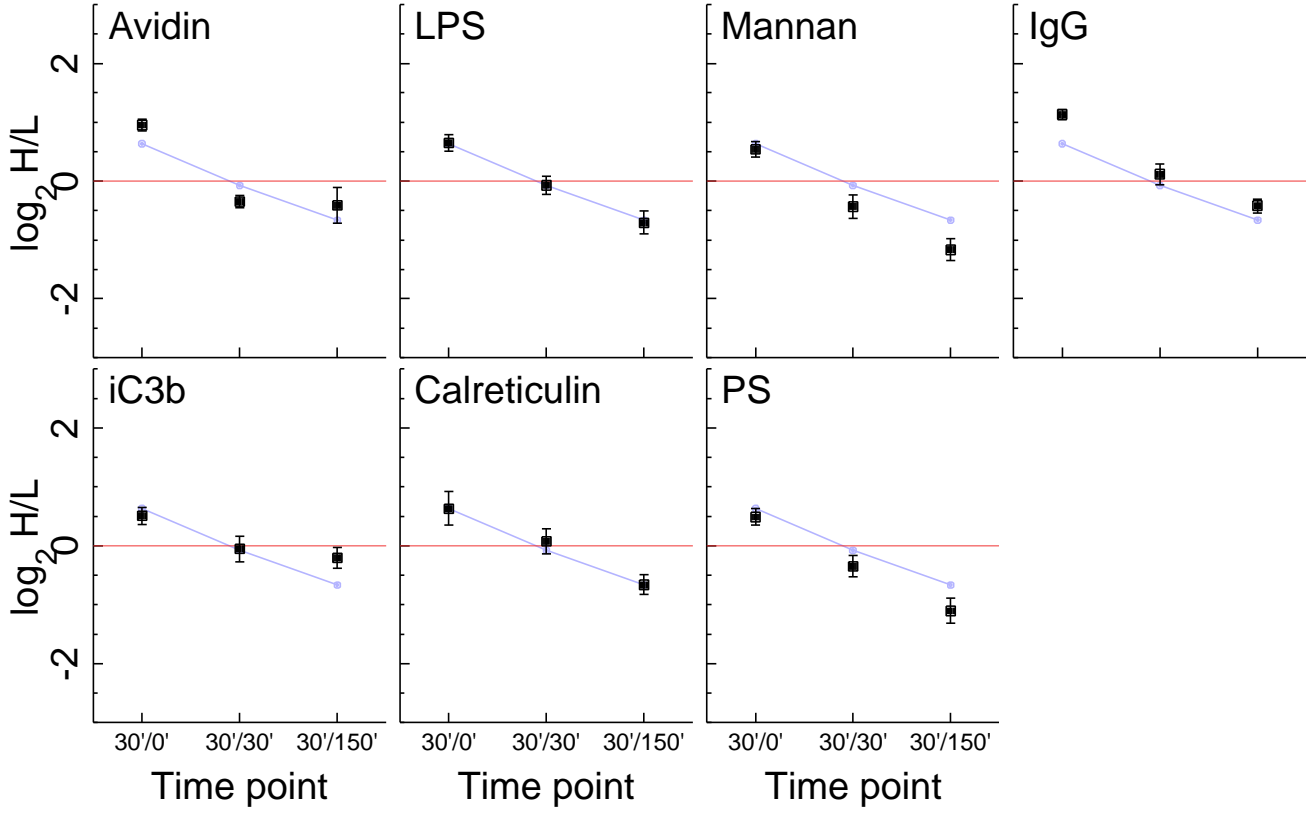 Avidin
LPS
Mannan
IgG
2
0
-2
log2 H/L
iC3b
Calreticulin
PS
2
0
-2
log2 H/L
30'/0' 30'/30' 30'/150'
30'/0' 30'/30' 30'/150'
30'/0' 30'/30' 30'/150'
Time point
Time point
Time point